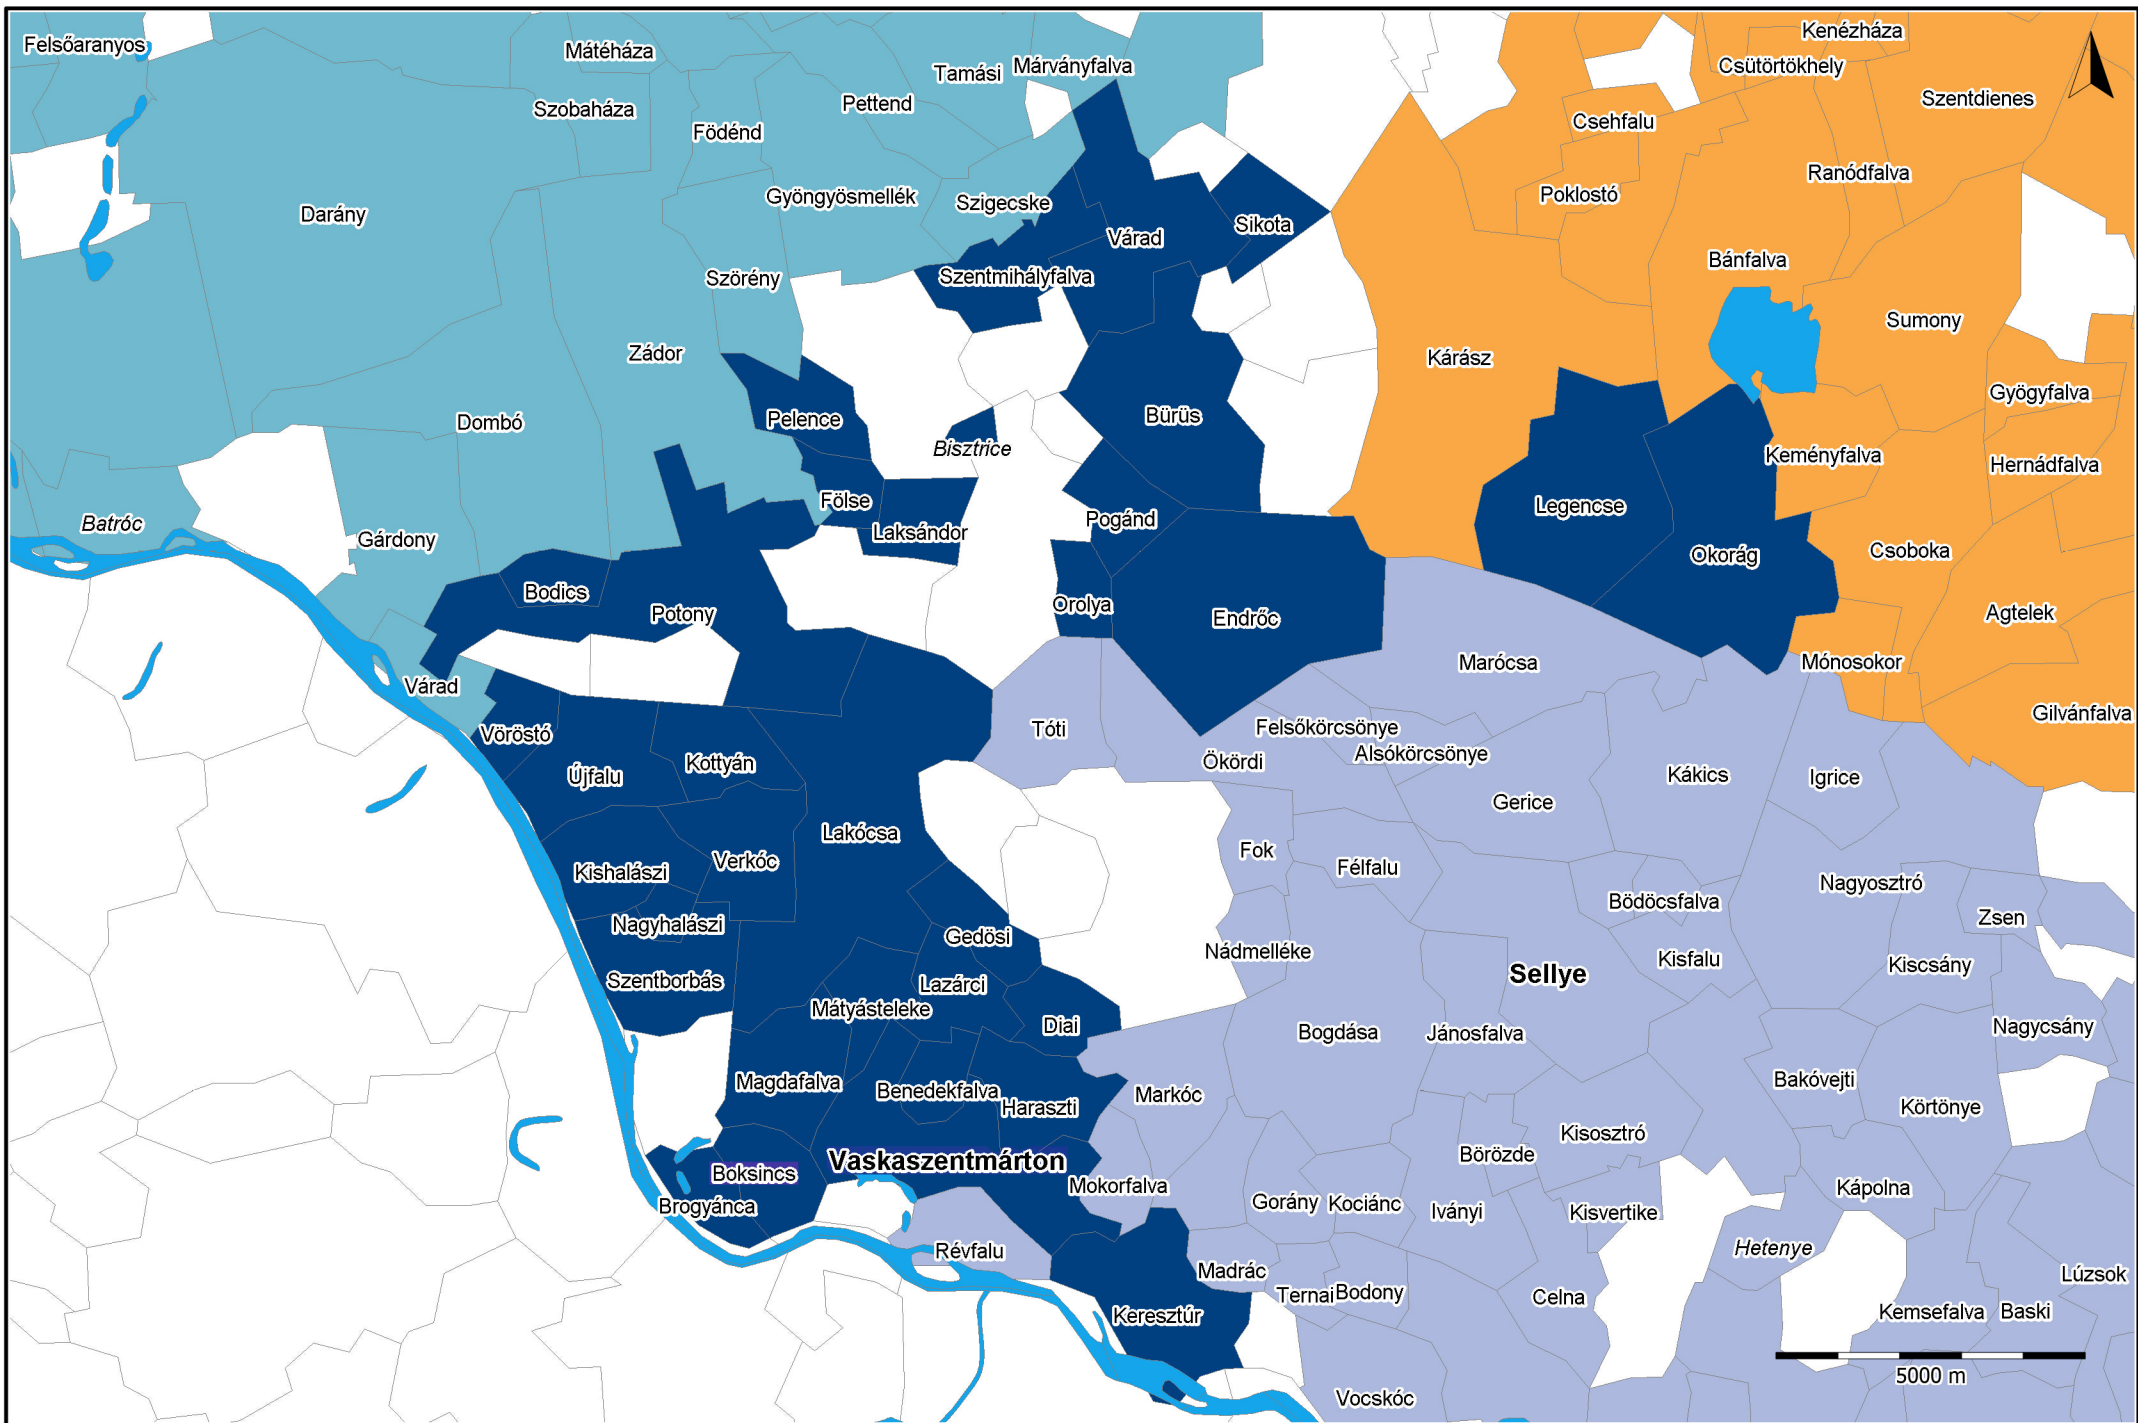 Felsőaranyos
Mátéháza
Kenézháza
Tamási
Márványfalva
Csütörtökhely
Szobaháza
Pettend
Szentdienes
Födénd
Csehfalu
Ranódfalva
Gyöngyösmellék
Szigecske
Poklostó
Darány
Várad
Sikota
Szörény
Szentmihályfalva
Bánfalva
Sumony
Zádor
Kárász
Gyögyfalva
Pelence
Bürüs
Dombó
Bisztrice
Keményfalva
Hernádfalva
Fölse
Legencse
Batróc
Laksándor
Pogánd
Gárdony
Okorág
Csoboka
Bodics
Potony
Orolya
Endrőc
Agtelek
Marócsa
Mónosokor
Várad
Gilvánfalva
Vöröstó
Tóti
Felsőkörcsönye
Alsókörcsönye
Ökördi
Újfalu
Kottyán
Kákics
Igrice
Gerice
Lakócsa
Fok
Félfalu
Verkóc
Kishalászi
Nagyosztró
Bödöcsfalva
Nagyhalászi
Zsen
Gedösi
Nádmelléke
Kisfalu
Kiscsány
Sellye
Szentborbás
Lazárci
Mátyásteleke
Diai
Bogdása
Jánosfalva
Nagycsány
Magdafalva
Benedekfalva
Haraszti
Markóc
Bakóvejti
Körtönye
Kisosztró
Börözde
Vaskaszentmárton
Boksincs
Mokorfalva
Kápolna
Brogyánca
Gorány
Kociánc
Iványi
Kisvertike
Révfalu
Hetenye
Madrác
Lúzsok
Ternai
Bodony
Celna
Keresztúr
Kemsefalva
Baski
5000 m
Vocskóc